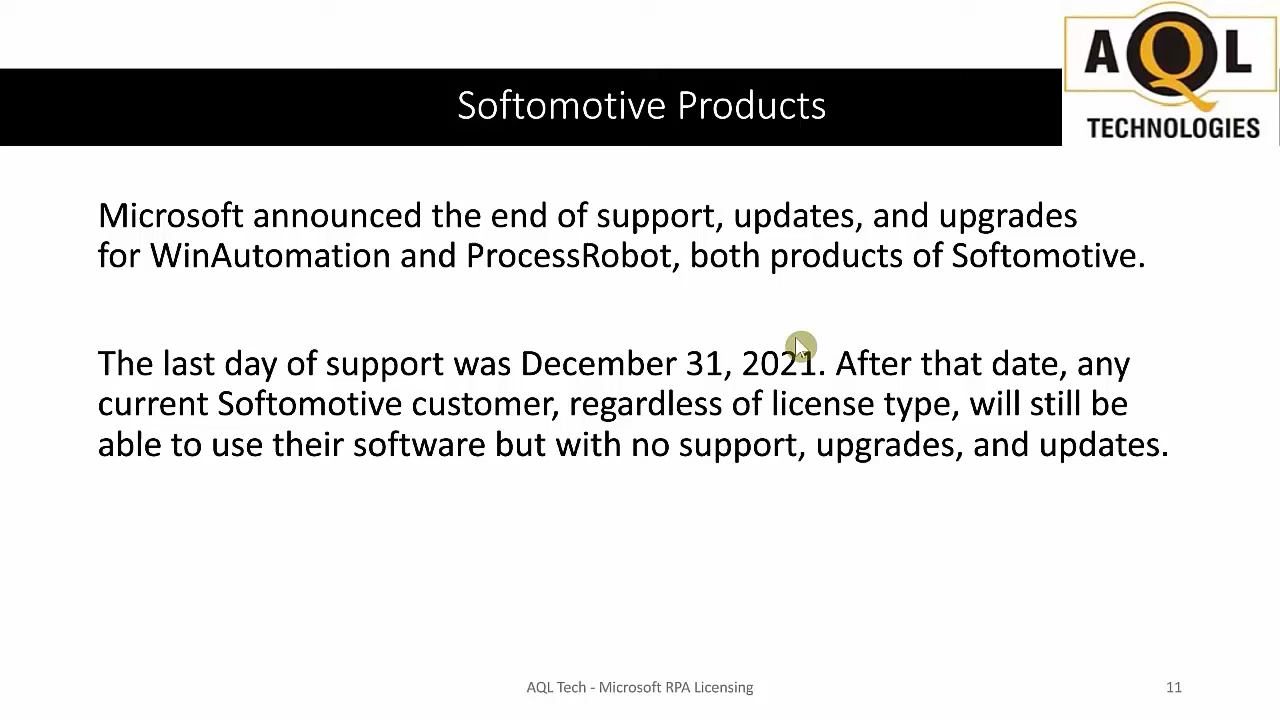 AQL
TECHNOLOGIES
Softomotive Products
Microsoft announced the end of support, updates, and upgrades
for WinAutomation and ProcessRobot, both products of Softomotive.
The last day of support was December 31, 2021. After that date, any
current Softomotive customer, regardless of license type, will still be
able to use their software but with no support, upgrades, and updates.
AQL Tech - Microsoft RPA Licensing
11